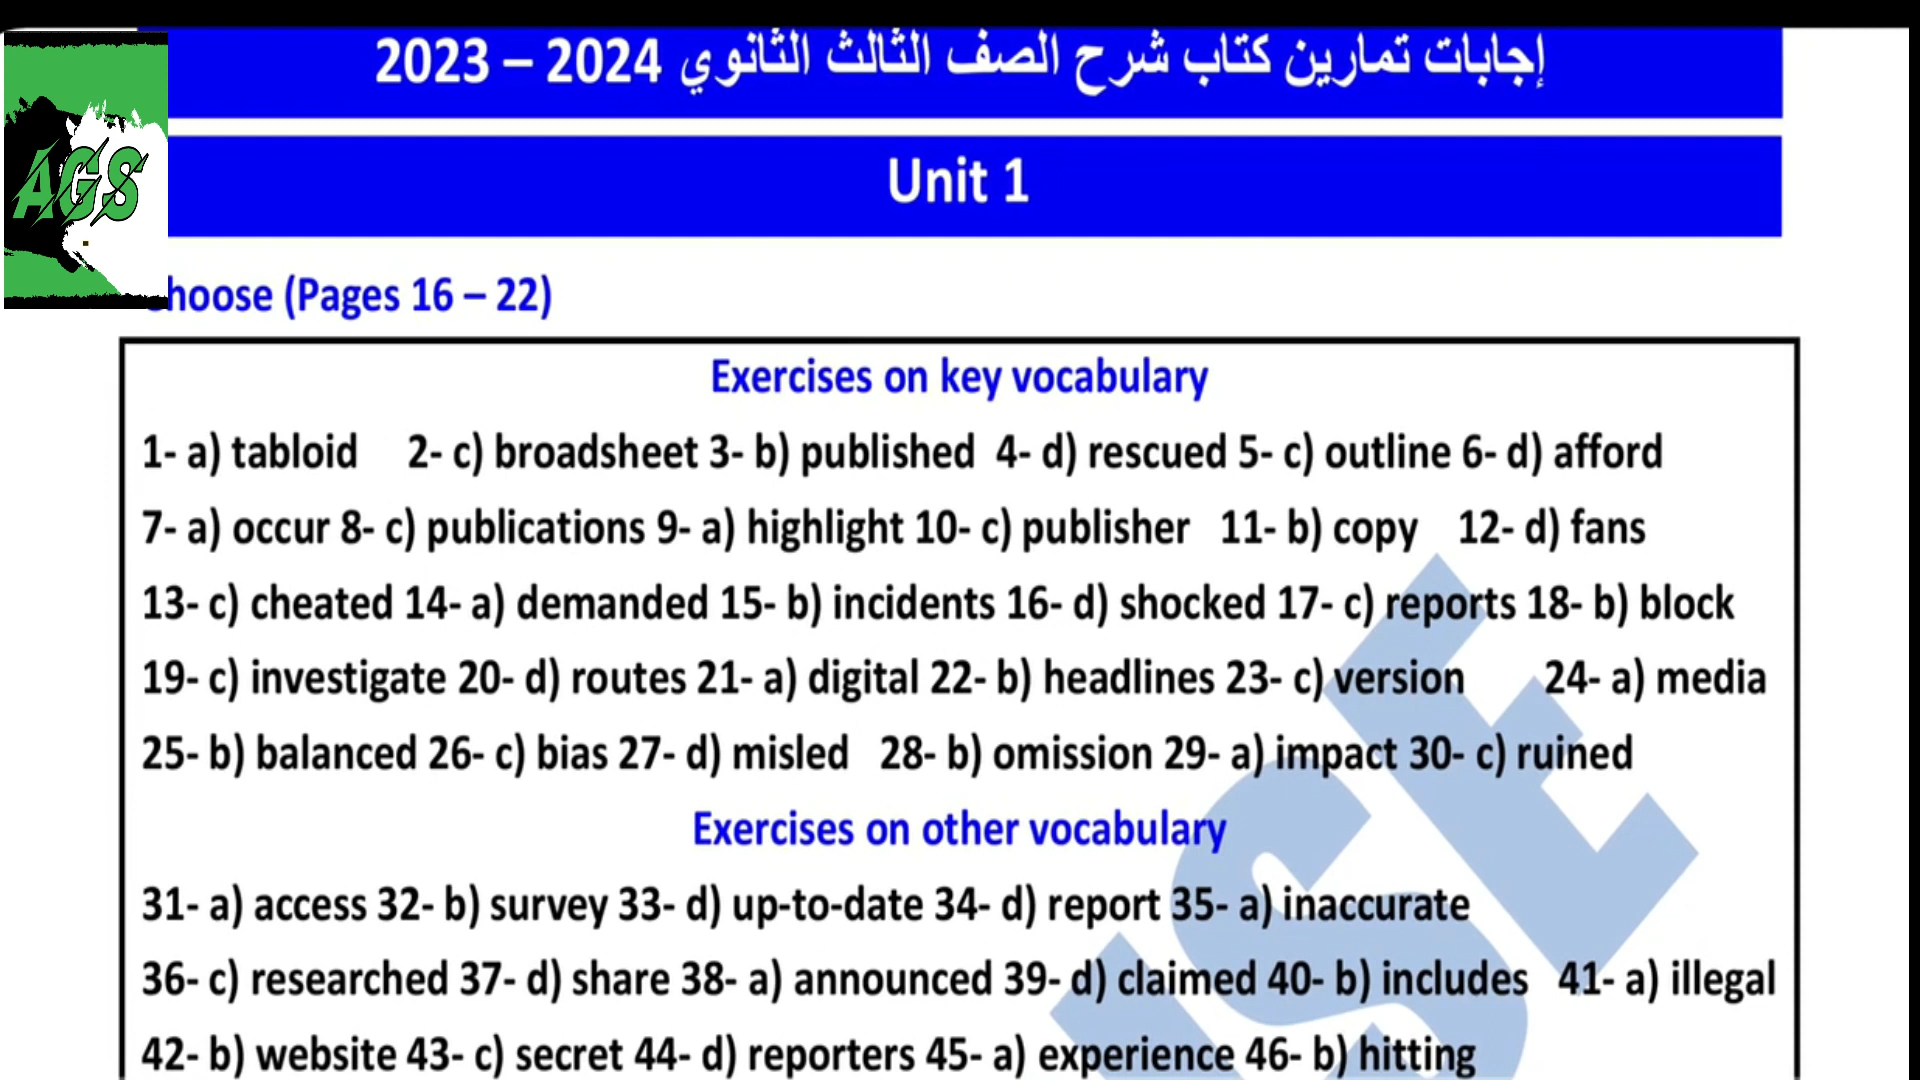 إجابات تمارين كتاب شرح الصف الثالث الثانوي 2023 – 2024
Unit 1
AGS
hoose (Pages 16 – 22)
Exercises on key vocabulary
1- a) tabloid 2- c) broadsheet 3- b) published 4- d) rescued 5- c) outline 6- d) afford
7- a) occur 8- c) publications 9- a) highlight 10- c) publisher 11- b) copy 12- d) fans
13- c) cheated 14- a) demanded 15- b) incidents 16- d) shocked 17- c) reports 18- b) block
19- c) investigate 20- d) routes 21- a) digital 22- b) headlines 23- c) version 24- a) media
25- b) balanced 26- c) bias 27- d) misled 28- b) omission 29- a) impact 30- c) ruined
Exercises on other vocabulary
31- a) access 32- b) survey 33- d) up-to-date 34- d) report 35- a) inaccurate
36- c) researched 37- d) share 38- a) announced 39- d) claimed 40- b) includes 41- a) illegal
42- b) website 43- c) secret 44- d) reporters 45- a) experience 46- b) hitting